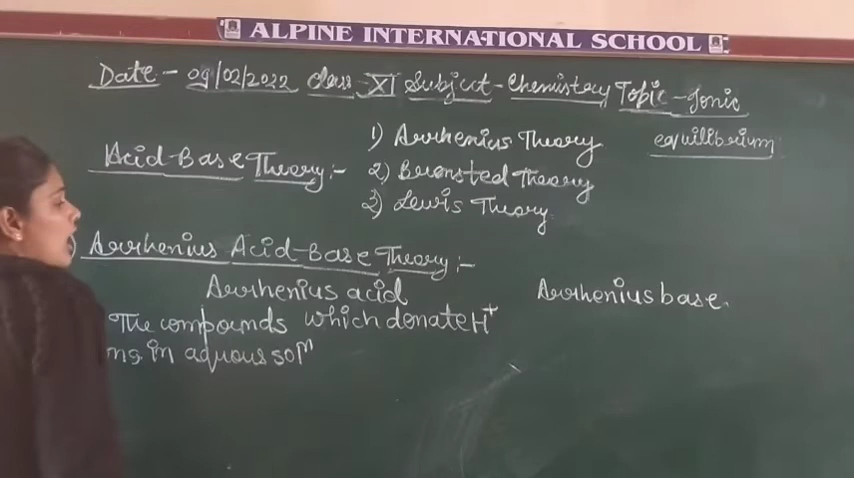 ALPINE INTERNATIONAL SCHOOL
Date - 09/02/2022 class - XI Subject - Chemistry Topic - Ionic
equilibrium
Acid-Base Theory :- 1) Arrhenius Theory
2) Bronsted Theory
3) Lewis Theory
) Arrhenius Acid-Base Theory :-
Arrhenius acid Arrhenius base.
The compounds which donate H+
ns in aquous solⁿ